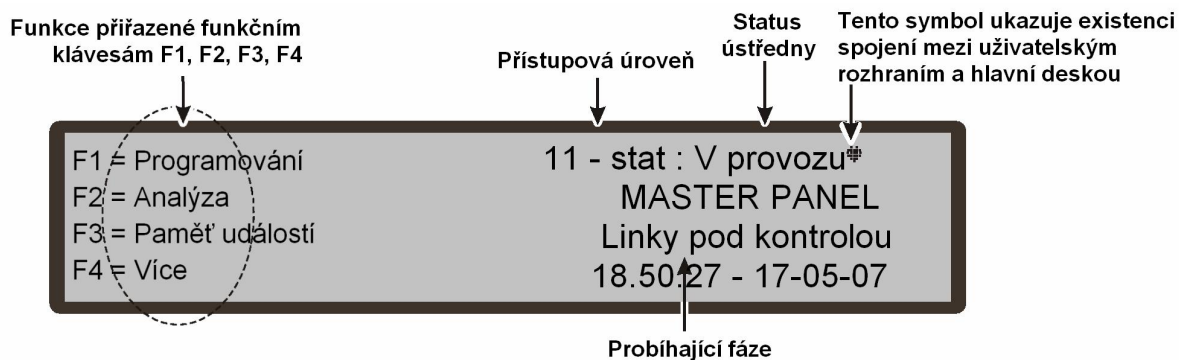 Funkce přiřazené funkčním
klávesám F1, F2, F3, F4
Přístupová úroveň
Status
ústředny
Tento symbol ukazuje existenci
spojení mezi uživatelským
rozhraním a hlavní deskou
F1 = Programování
F2 = Analýza
F3 = Paměť událostí
F4 = Více
11 - stat : V provozu
MASTER PANEL
Linky pod kontrolou
18.50:27 - 17-05-07
Probíhající fáze